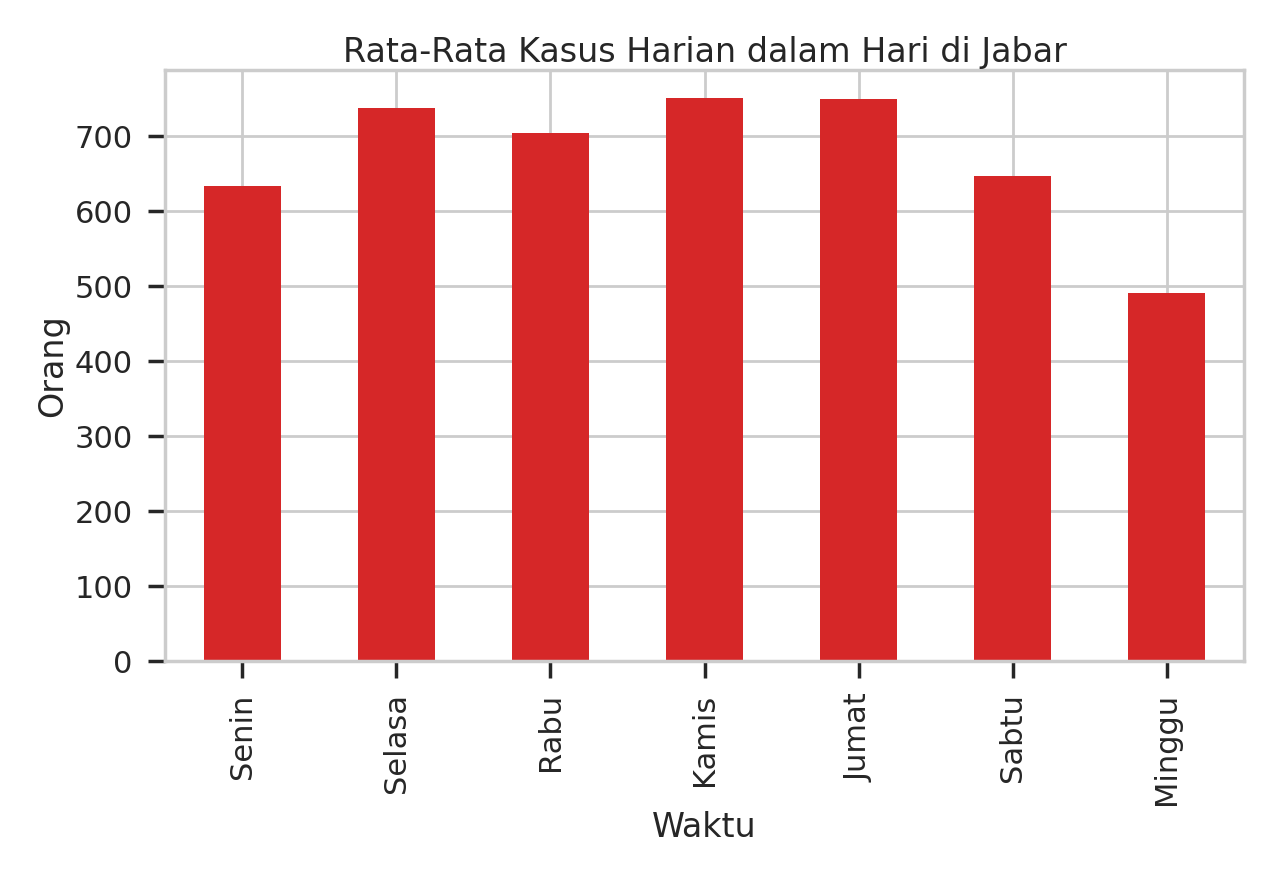 Rata-Rata Kasus Harian dalam Hari di Jabar
Orang
700
600
500
400
300
200
100
0
Senin
Selasa
Rabu
Kamis
Jumat
Sabtu
Minggu
Waktu